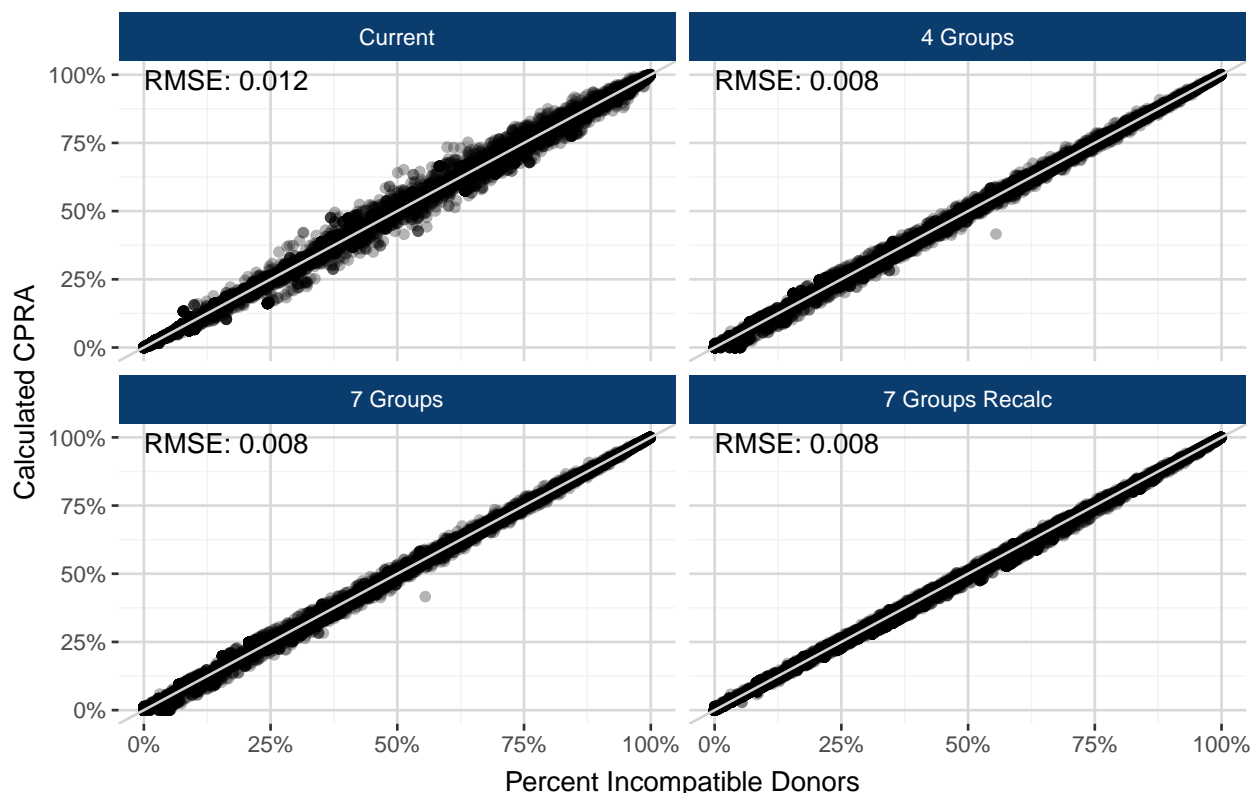 Current
4 Groups
100%
75%
50%
25%
0%
RMSE: 0.012
RMSE: 0.008
7 Groups
7 Groups Recalc
100%
75%
50%
25%
0%
RMSE: 0.008
RMSE: 0.008
0%
25%
50%
75%
100%
0%
25%
50%
75%
100%
Calculated CPRA
Percent Incompatible Donors